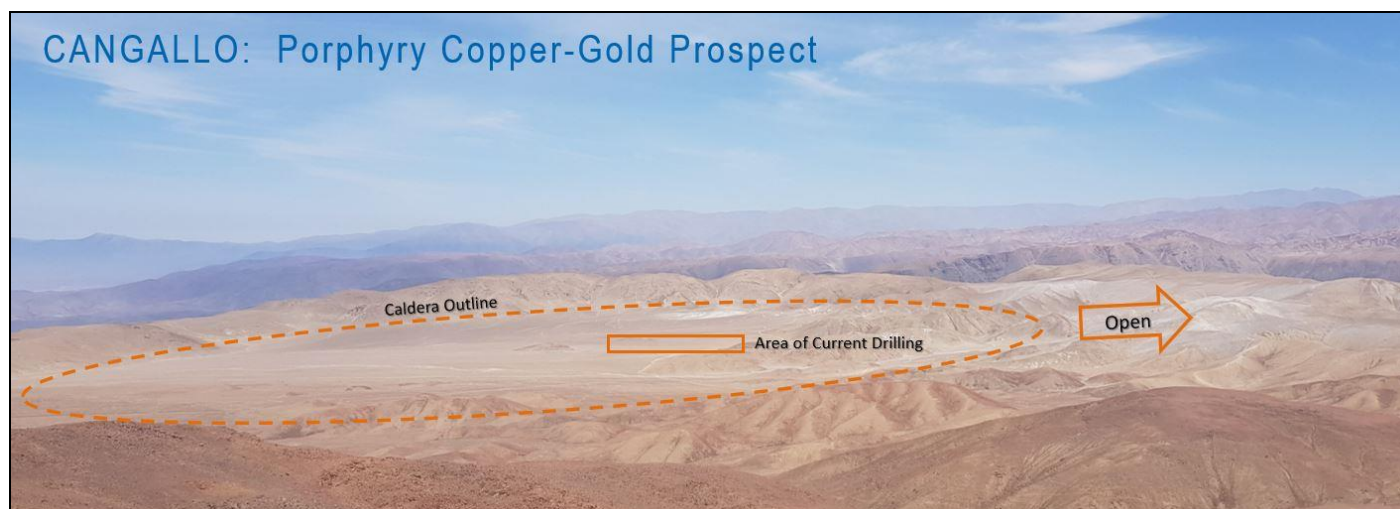 CANGALLO: Porphyry Copper-Gold Prospect
Caldera Outline
Open
Area of Current Drilling